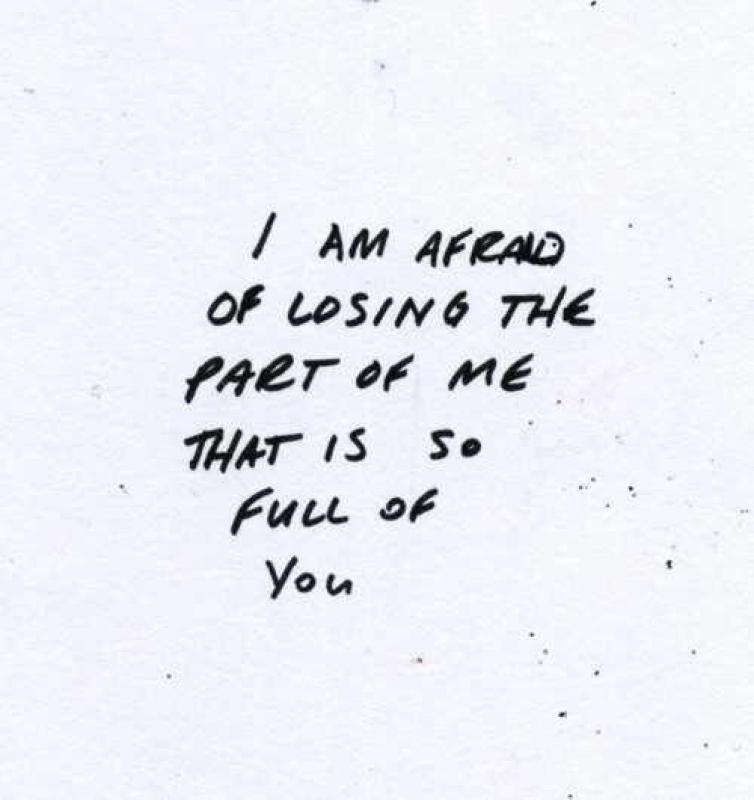 I AM AFRAID
OF LOSING THE
PART OF ME
THAT IS SO
FULL OF
You